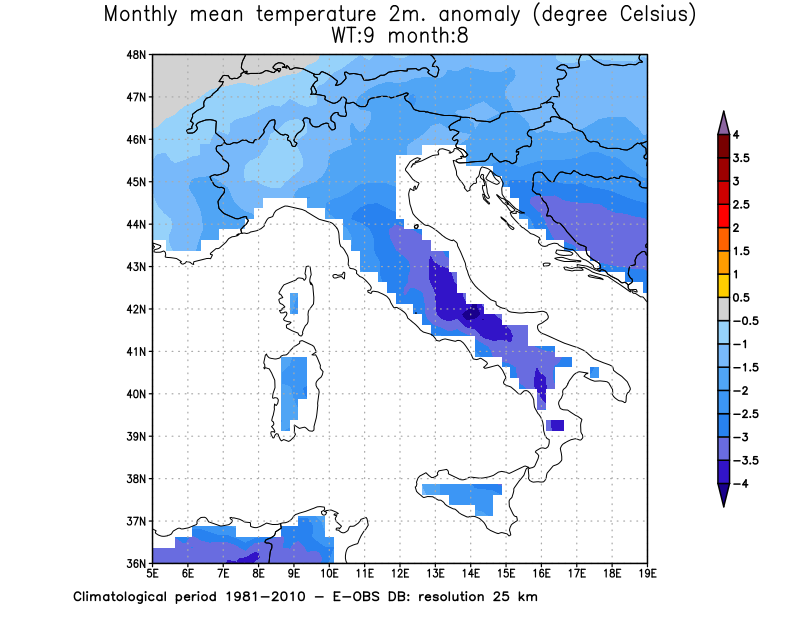 Monthly mean temperature 2m. anomaly (degree Celsius)
WT:9 month:8
48N
47N
46N
45N
44N
43N
42N
41N
40N
39N
38N
37N
36N
5E 6E 7E 8E 9E 10E 11E 12E 13E 14E 15E 16E 17E 18E 19E
4
3.5
3
2.5
2
1.5
1
0.5
−0.5
−1
−1.5
−2
−2.5
−3
−3.5
−4
Climatological period 1981−2010 − E−OBS DB: resolution 25 km